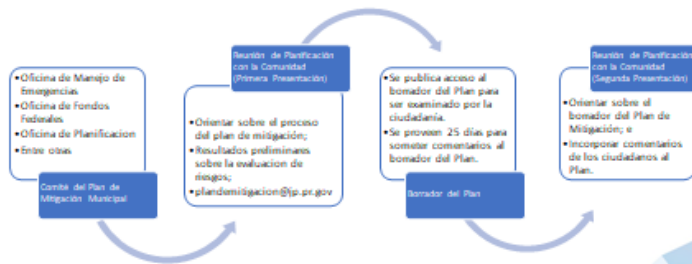 •Oficina de Manejo de
Emergencias
•Oficina de Fondos
Federales
•Oficina de Planificacion
•Entre otras
Comité del Plan de
Mitigación Municipal
Reunión de Planificación
con la Comunidad
(Primera Presentación)
•Orientar sobre el proceso
del plan de mitigación;
•Resultados preliminares
sobre la evaluacion de
riesgos;
•plandemitigacion@jp.pr.gov
•Se publica acceso al
borrador del Plan para
ser examinado por la
ciudadanía.
•Se proveen 25 días para
someter comentarios al
borrador del Plan.
Borrador del Plan
Reunión de Planificación
con la Comunidad
(Segunda Presentación)
•Orientar sobre el
borrador del Plan de
Mitigación; e
•Incorporar comentarios
de los ciudadanos al
Plan.